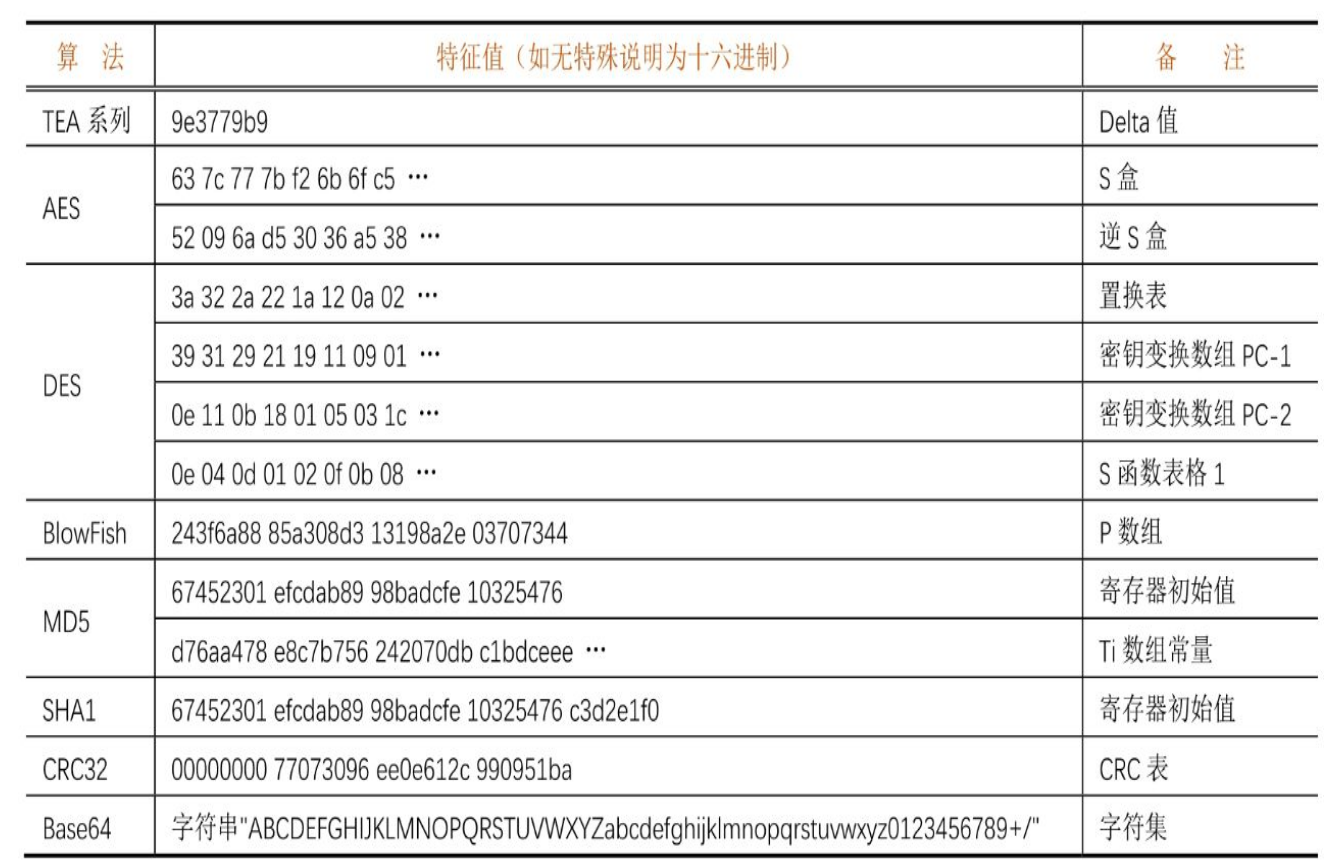 算 法 特征值（如无特殊说明为十六进制） 备 注
TEA 系列 9e3779b9 Delta 值
AES 63 7c 77 7b f2 6b 6f c5 … S 盒
52 09 6a d5 30 36 a5 38 … 逆 S 盒
DES 3a 32 2a 22 1a 12 0a 02 … 置换表
39 31 29 21 19 11 09 01 … 密钥变换数组 PC-1
0e 11 0b 18 01 05 03 1c … 密钥变换数组 PC-2
0e 04 0d 01 02 0f 0b 08 … S 函数表格 1
BlowFish 243f6a88 85a308d3 13198a2e 03707344 P 数组
MD5 67452301 efcdab89 98badcfe 10325476 寄存器初始值
d76aa478 e8c7b756 242070db c1bdceee … Ti 数组常量
SHA1 67452301 efcdab89 98badcfe 10325476 c3d2e1f0 寄存器初始值
CRC32 00000000 77073096 ee0e612c 990951ba CRC 表
Base64 字符串"ABCDEFGHIJKLMNOPQRSTUVWXYZabcdefghijklmnopqrstuvwxyz0123456789+/" 字符集